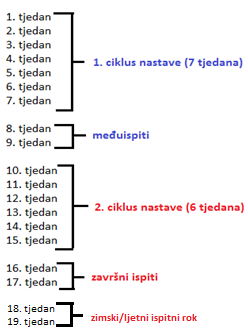 1. tjedan
2. tjedan
3. tjedan
4. tjedan
5. tjedan
6. tjedan
7. tjedan
1. ciklus nastave (7 tjedana)
8. tjedan
9. tjedan
međuispiti
10. tjedan
11. tjedan
12. tjedan
13. tjedan
14. tjedan
15. tjedan
2. ciklus nastave (6 tjedana)
16. tjedan
17. tjedan
završni ispiti
18. tjedan
19. tjedan
zimski/ljetni ispitni rok